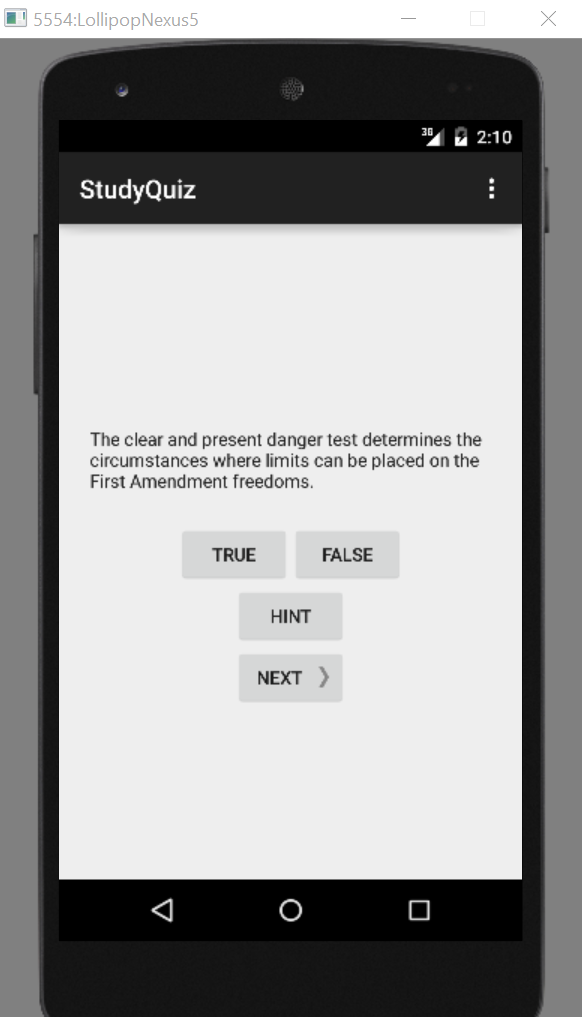 5554:LollipopNexus5
3G 2:10
StudyQuiz
The clear and present danger test determines the
circumstances where limits can be placed on the
First Amendment freedoms.
TRUE FALSE
HINT
NEXT